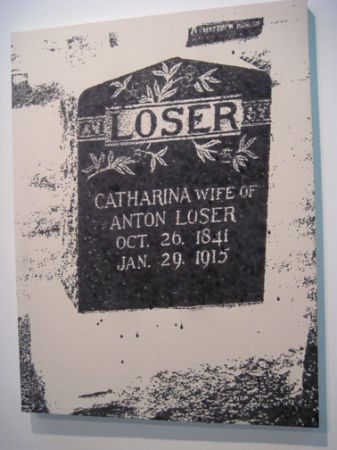 LOSER
CATHARINA WIFE OF
ANTON LOSER
OCT. 26. 1841
JAN. 29. 1915